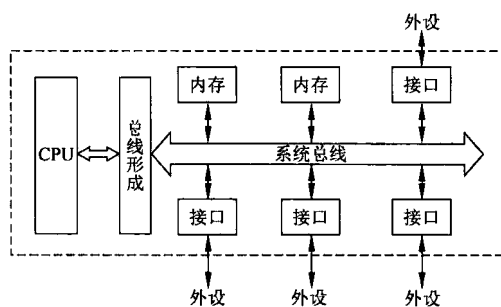 外设
内存 内存 接口
CPU
总线形成
系统总线
接口 接口 接口
外设 外设 外设